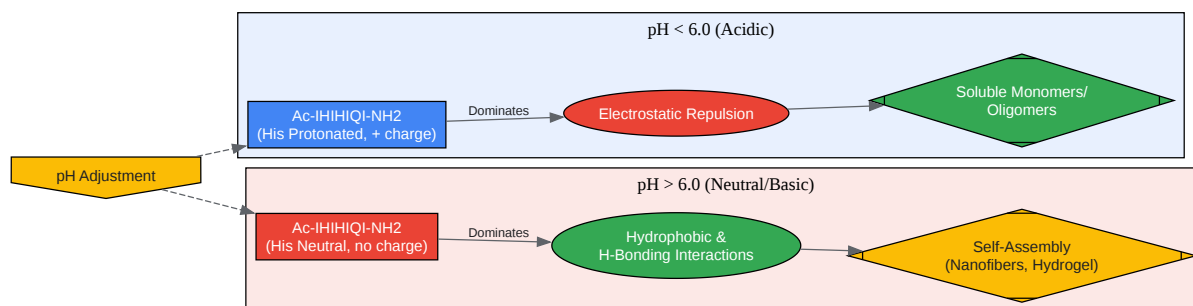 pH < 6.0 (Acidic)
Ac-IHIHIQI-NH2
(His Protonated, + charge)
Dominates
Electrostatic Repulsion
Soluble Monomers/
Oligomers
pH Adjustment
pH > 6.0 (Neutral/Basic)
Ac-IHIHIQI-NH2
(His Neutral, no charge)
Dominates
Hydrophobic &
H-Bonding Interactions
Self-Assembly
(Nanofibers, Hydrogel)